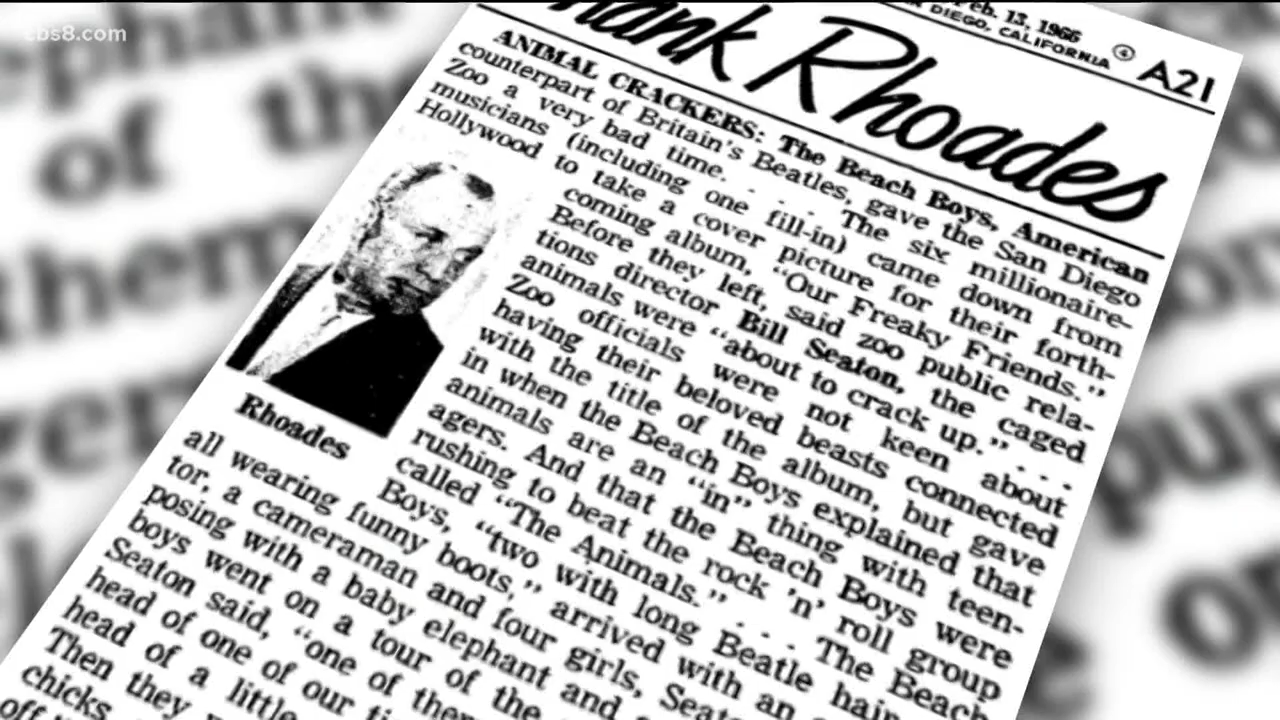 cbs8.com
Feb. 13, 1966
DIEGO, CALIFORNIA
A21
Rhoades
ANIMAL CRACKERS: The Beach Boys, American
counterpart of Britain's Beatles, gave the San Diego
Zoo a very bad time. . . . The six millionaire-
musicians (including one fill-in) came down from
Hollywood to take a cover picture for their forth-
coming album, "Our Freaky Friends."
Before they left, said zoo public rela-
tions director Bill Seaton, the caged
animals were "about to crack up." . . .
Zoo officials were not keen about
having their beloved beasts connected
with the title of the album, but gave
in when the Beach Boys explained that
animals are an "in" thing with teen-
agers. And that the Beach Boys were
rushing to beat the rock 'n' roll group
called "The Animals." . . . The Beach
Boys, "two with long Beatle hair
Rhoades
all wearing funny boots," arrived with an
tor, a cameraman and four girls,
posing with a baby elephant and
boys went on a tour of the
Seaton said, "one of them
head of one of our
head of a little
Then they
chicks
off
of th
them